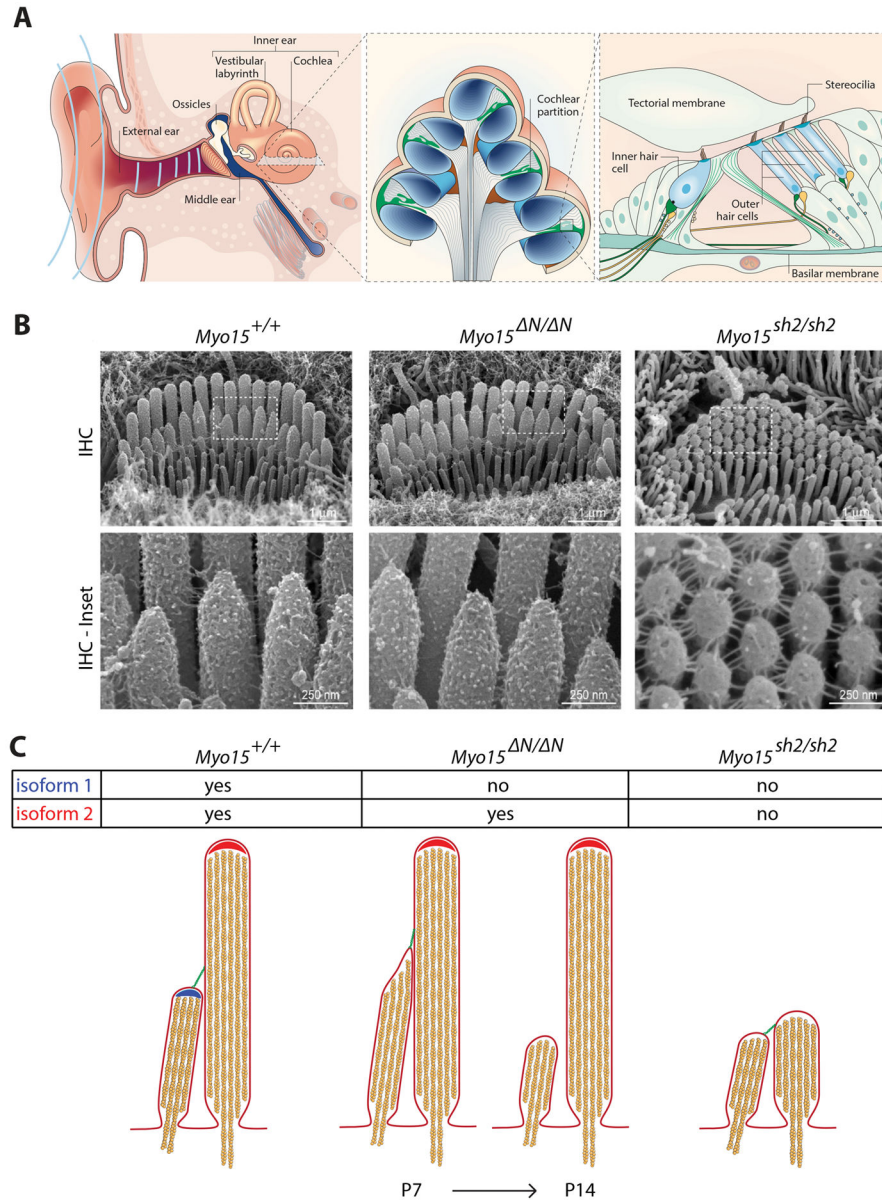 A
Inner ear
Vestibular
labyrinth
Cochlea
Ossicles
External ear
Middle ear
Cochlear
partition
Tectorial membrane
Stereocilia
Inner hair
cell
Outer
hair cells
Basilar membrane
B
Myo15+/+
Myo15ΔN/ΔN
Myo15sh2/sh2
IHC
1 µm
1 µm
1 µm
IHC - Inset
250 nm
250 nm
250 nm
C
Myo15+/+
Myo15ΔN/ΔN
Myo15sh2/sh2
isoform 1 yes no no
isoform 2 yes yes no
P7 → P14